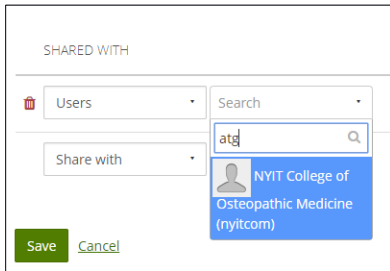 SHARED WITH
Users
Search
atg
Share with
NYIT College of
Osteopathic Medicine
(nyitcom)
Save
Cancel